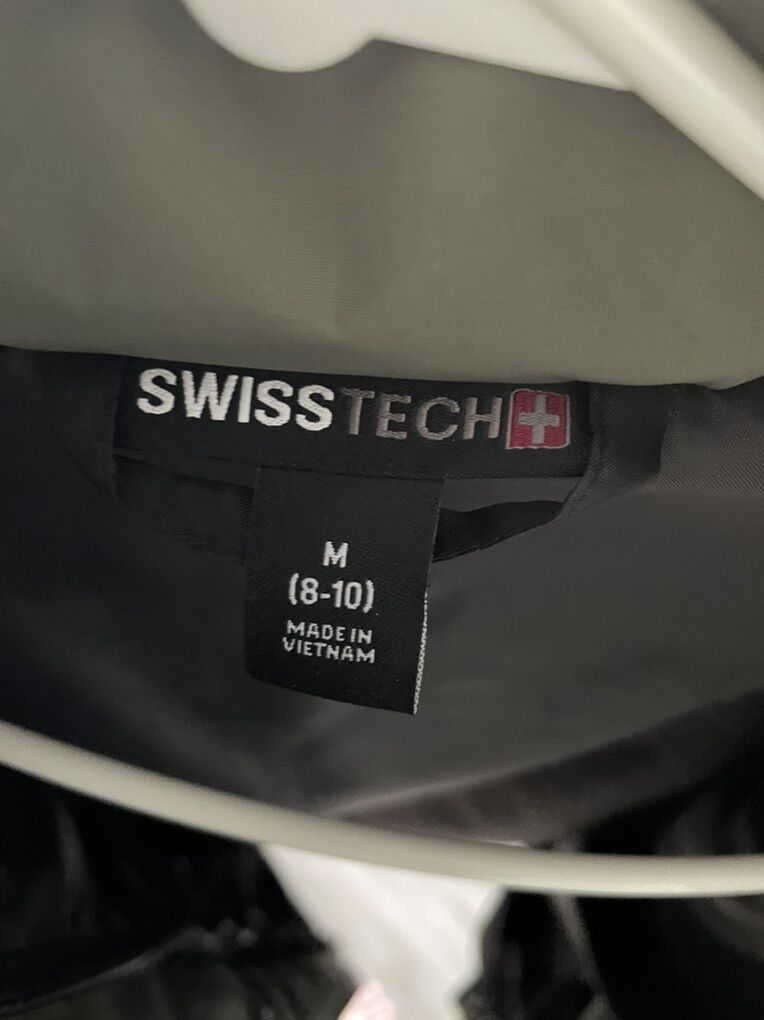 SWISSTECH
M
(8-10)
MADE IN
VIETNAM